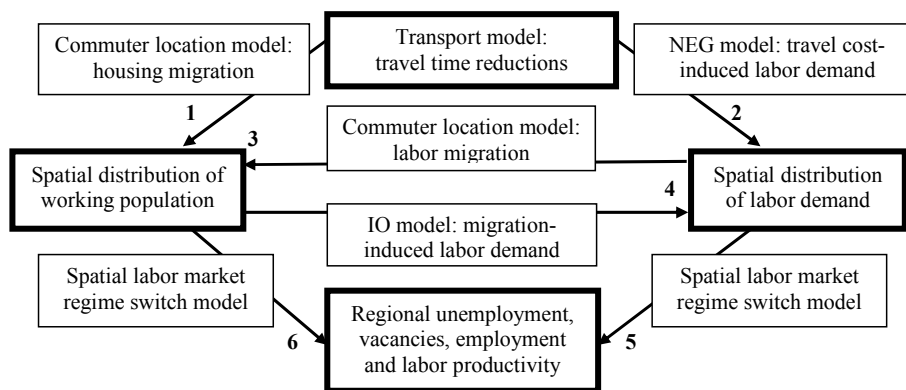 Commuter location model:
housing migration
Transport model:
travel time reductions
NEG model: travel cost-
induced labor demand
1
2
3
Commuter location model:
labor migration
Spatial distribution of
working population
4
Spatial distribution
of labor demand
IO model: migration-
induced labor demand
Spatial labor market
regime switch model
Spatial labor market
regime switch model
6
Regional unemployment,
vacancies, employment
and labor productivity
5